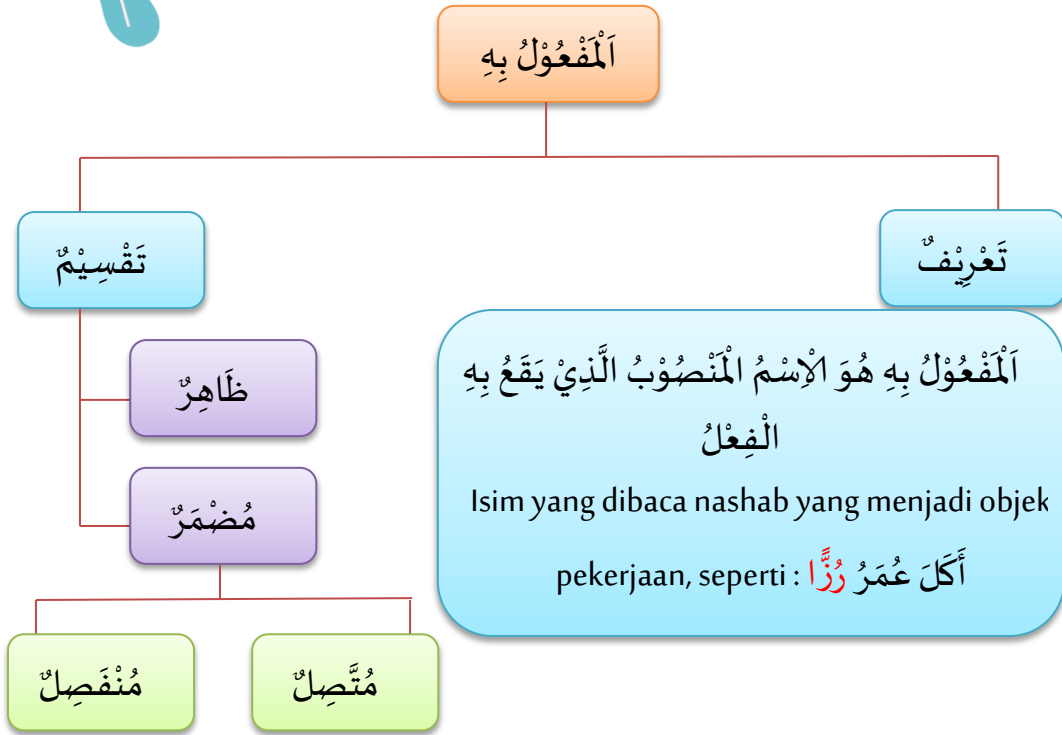 اَلْمَفْعُوْلُ بِهِ
تَعْرِيْفٌ
اَلْمَفْعُوْلُ بِهِ هُوَ الْاِسْمُ الْمَنْصُوْبُ الَّذِيْ يَقَعُ بِهِ
الْفِعْلُ
Isim yang dibaca nashab yang menjadi objek
pekerjaan, seperti : أَكَلَ عُمَرُ رُزًّا
تَقْسِيْمٌ
ظَاهِرٌ
مُضْمَرٌ
مُتَّصِلٌ
مُنْفَصِلٌ